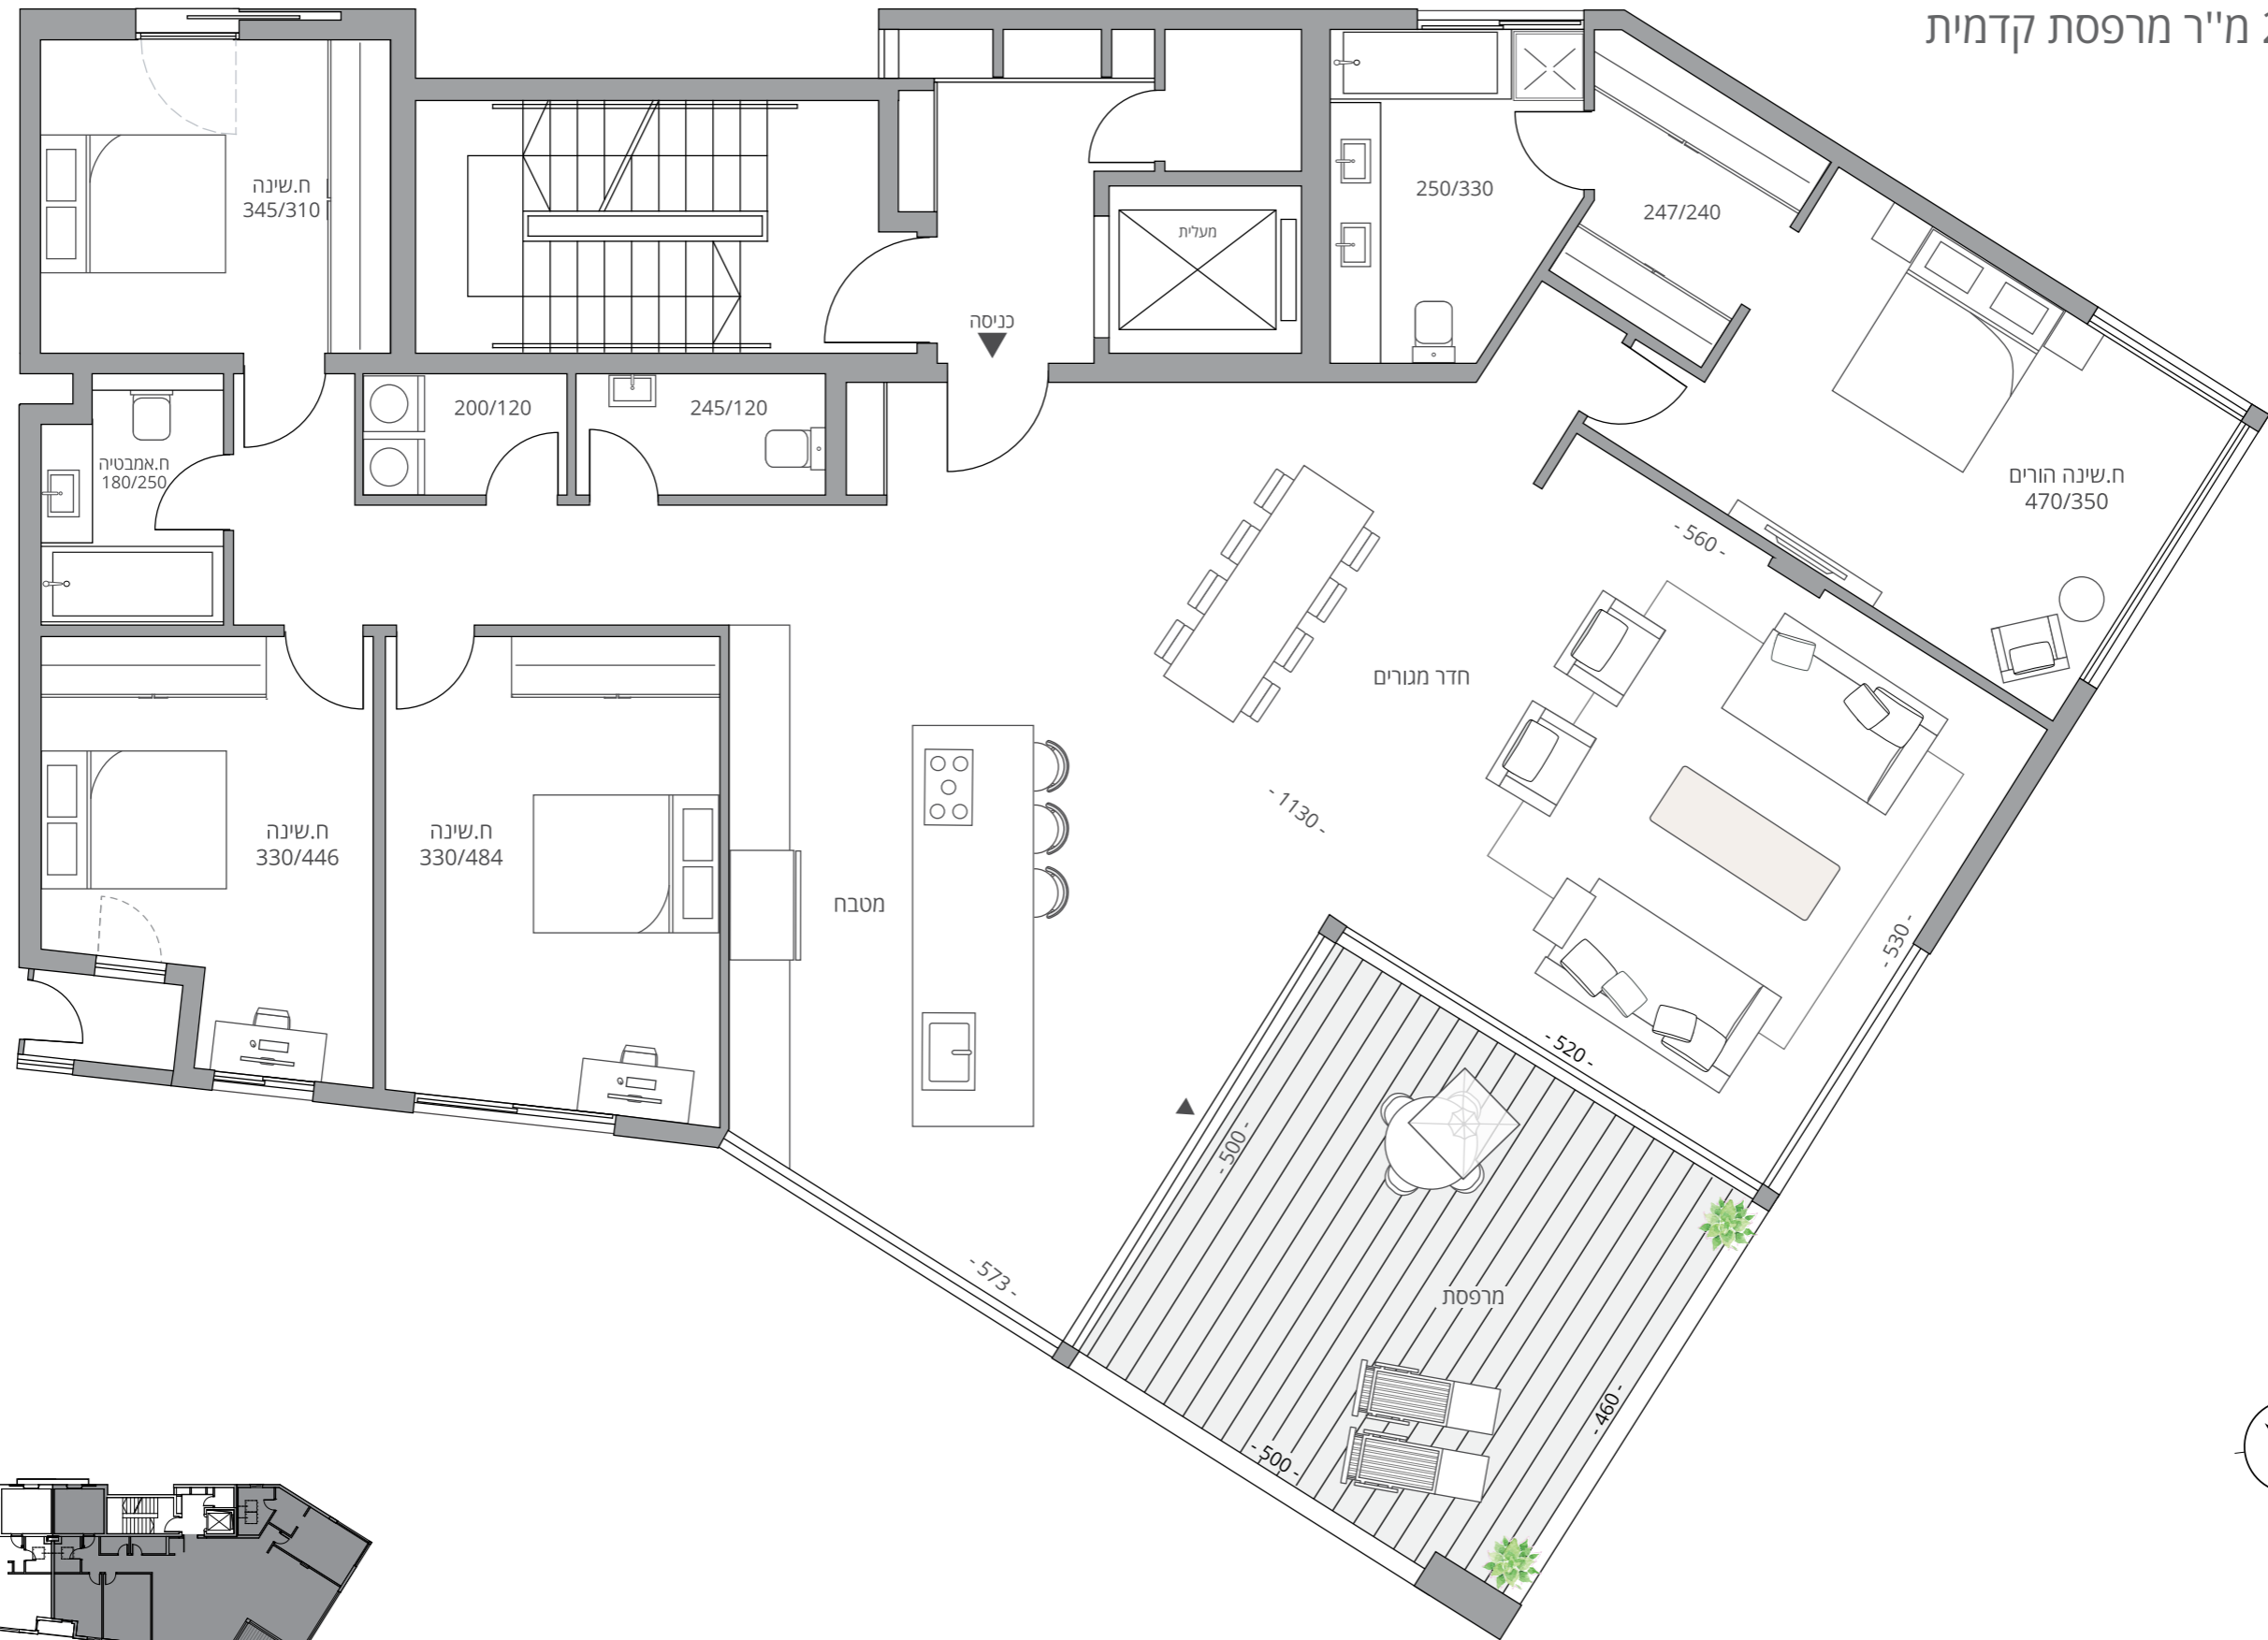 מ''ר מרפסת קדמית
ח.שינה
345/310
מעלית
250/330
247/240
כניסה
200/120
245/120
ח.אמבטיה
180/250
ח.שינה הורים
470/350
- 560 -
חדר מגורים
- 1130 -
ח.שינה
330/446
ח.שינה
330/484
מטבח
- 530 -
- 520 -
- 500 -
- 573 -
מרפסת
- 460 -
- 500 -